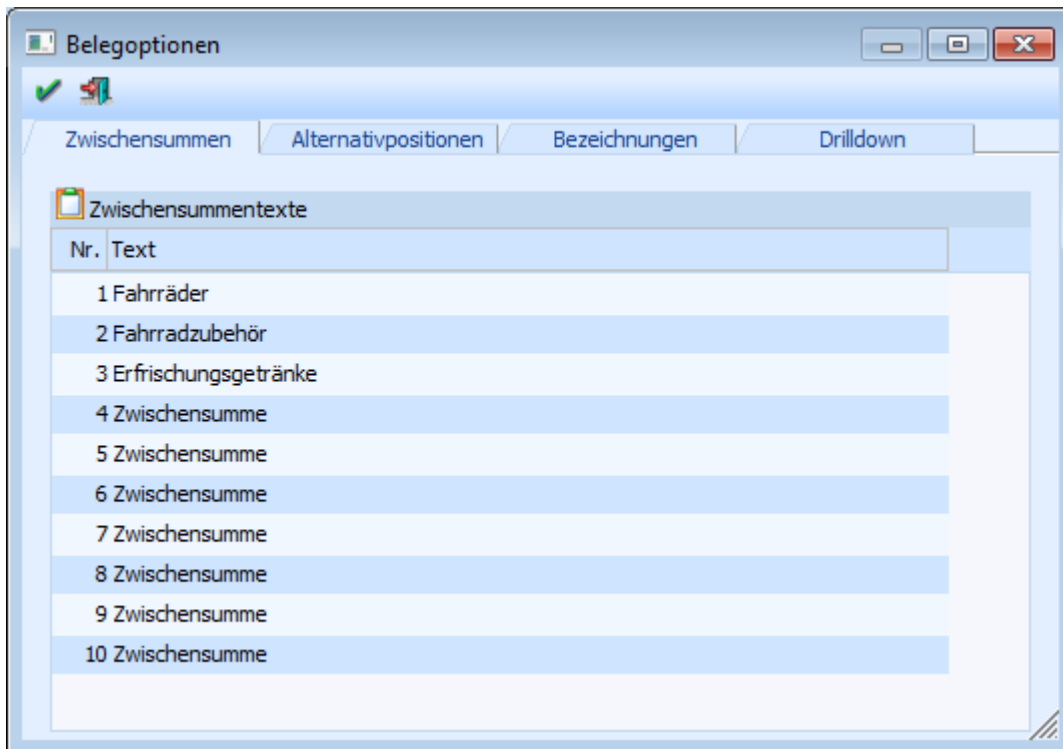 Belegoptionen
Zwischensummen Alternativpositionen Bezeichnungen Drilldown
Zwischensummentexte
Nr. Text
1 Fahrräder
2 Fahrradzubehör
3 Erfrischungsgetränke
4 Zwischensumme
5 Zwischensumme
6 Zwischensumme
7 Zwischensumme
8 Zwischensumme
9 Zwischensumme
10 Zwischensumme